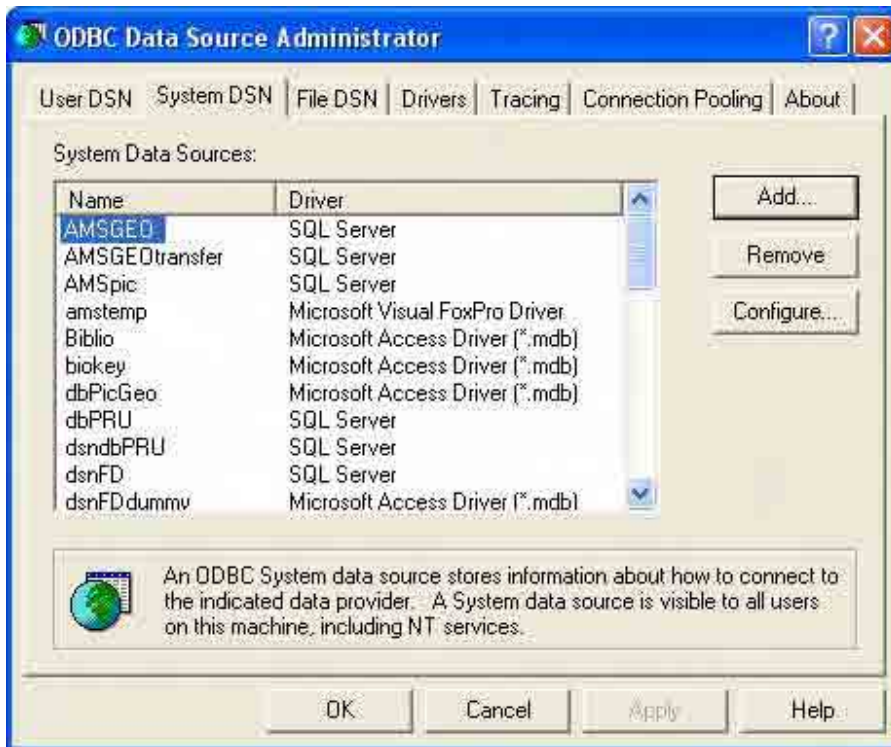 ODBC Data Source Administrator
User DSN System DSN File DSN Drivers Tracing Connection Pooling About
System Data Sources:
Name Driver
AMSGEO SQL Server
AMSGEOtransfer SQL Server
AMSpic SQL Server
amstemp Microsoft Visual FoxPro Driver
Biblio Microsoft Access Driver (*.mdb)
biokey Microsoft Access Driver (*.mdb)
dbPicGeo Microsoft Access Driver (*.mdb)
dbPRU SQL Server
dsndbPRU SQL Server
dsnFD SQL Server
dsnFDdummy Microsoft Access Driver (*.mdb)
Add...
Remove
Configure...
An ODBC System data source stores information about how to connect to
the indicated data provider. A System data source is visible to all users
on this machine, including NT services.
OK Cancel Apply Help